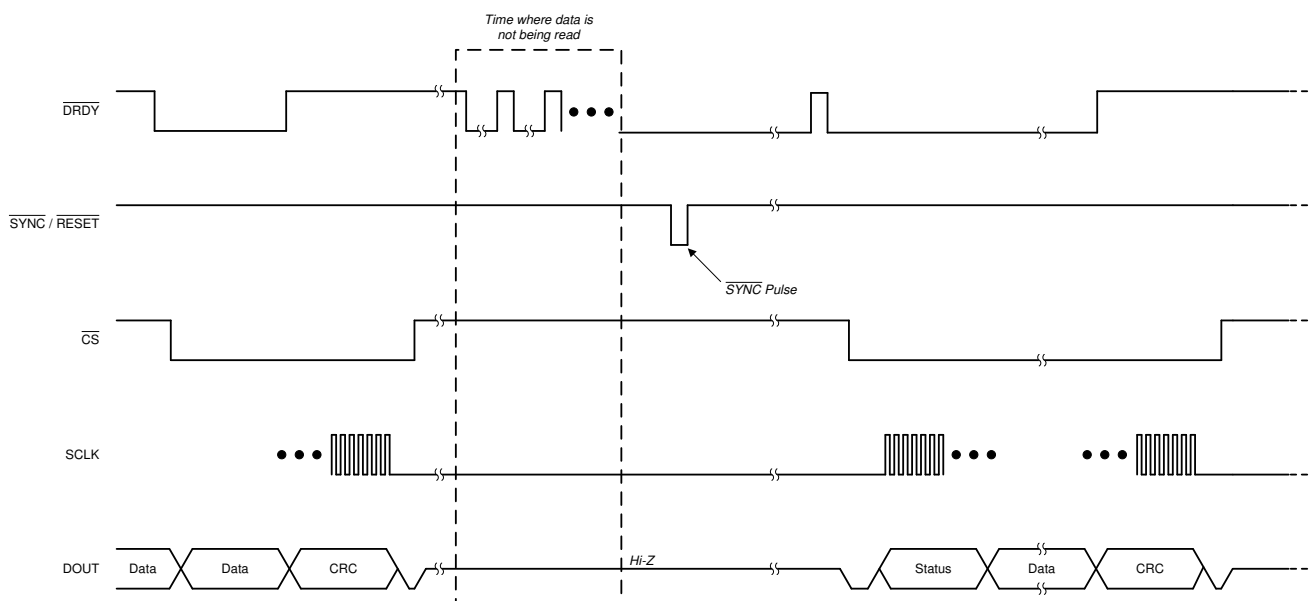 Time where data is
not being read
DRDY
SYNC / RESET
SYNC Pulse
CS
SCLK
DOUT Data Data CRC Hi-Z Status Data CRC